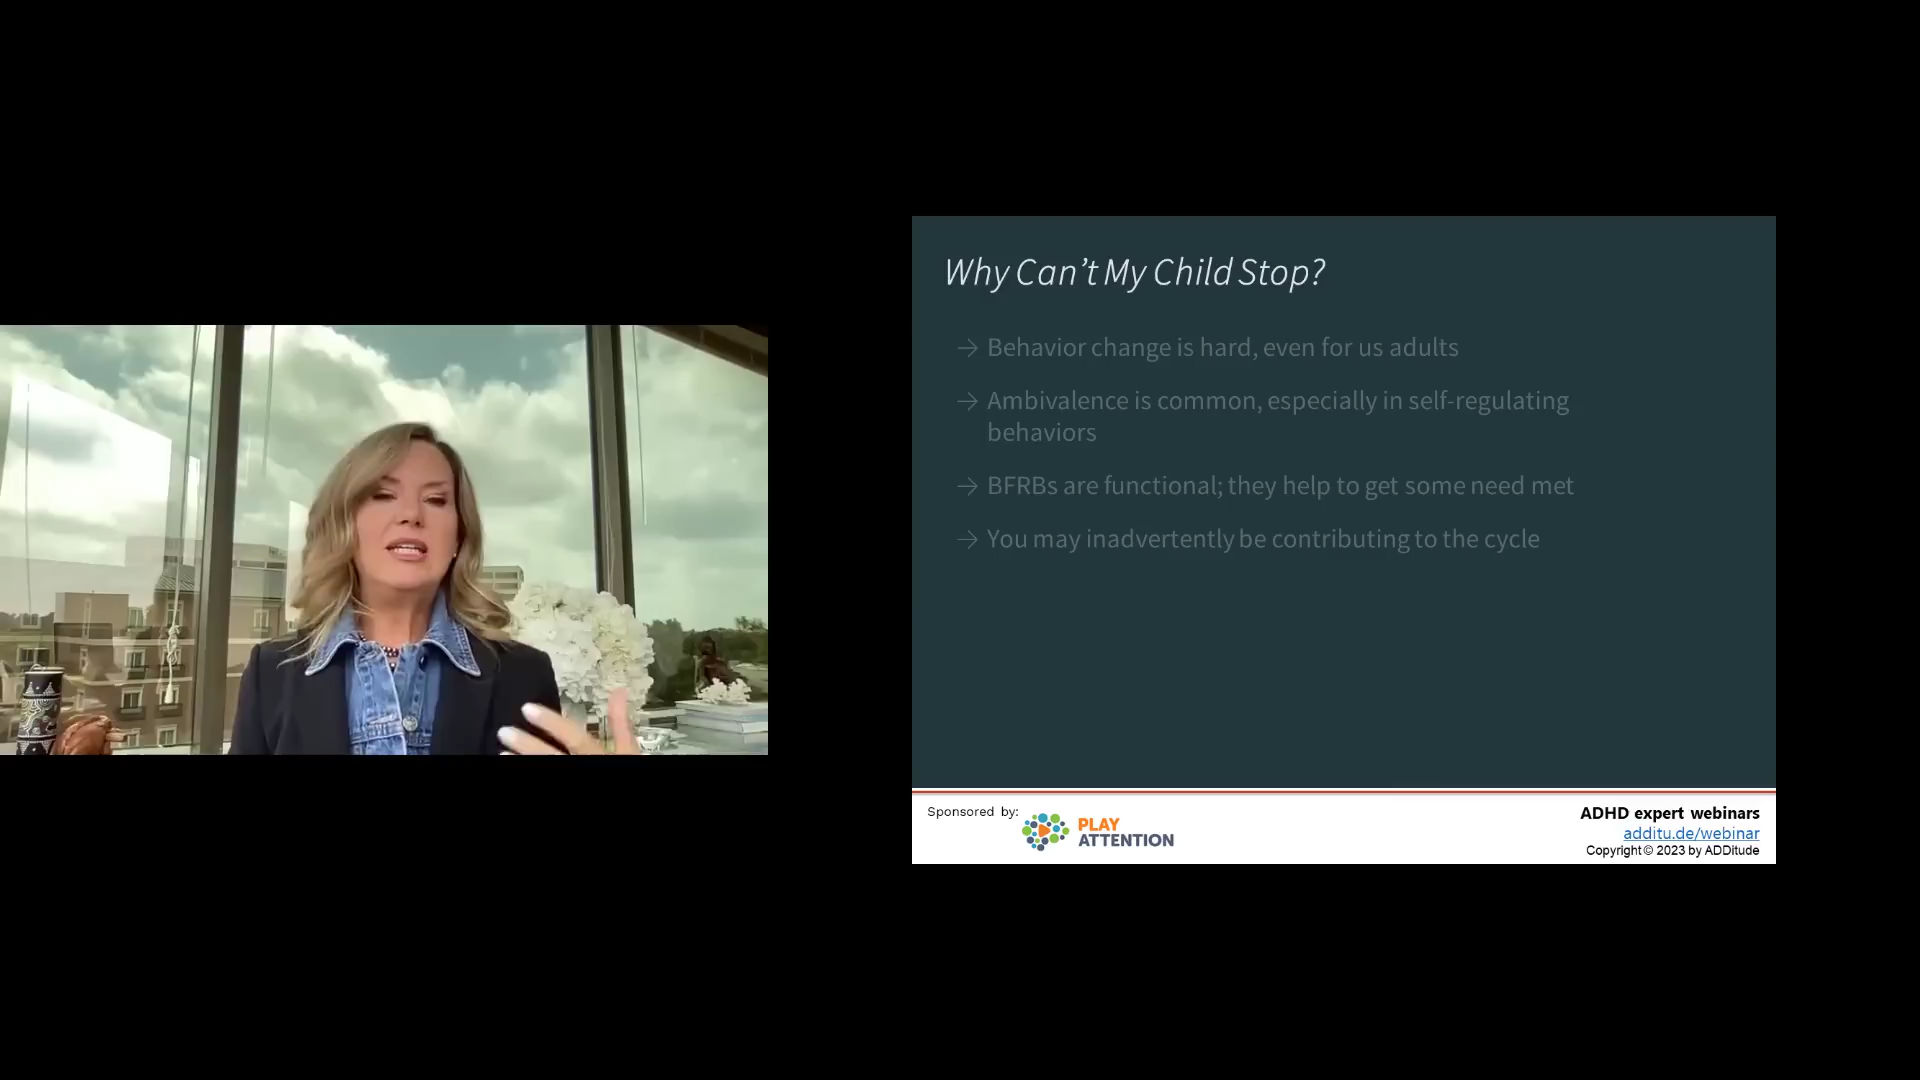 Why Can't My Child Stop?
→ Behavior change is hard, even for us adults
→ Ambivalence is common, especially in self-regulating
behaviors
→ BFRBs are functional; they help to get some need met
→ You may inadvertently be contributing to the cycle
Sponsored by:
PLAY
ATTENTION
ADHD expert webinars
additu.de/webinar
Copyright © 2023 by ADDitude